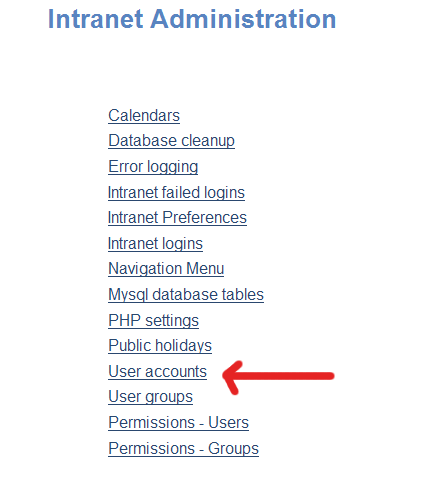 Intranet Administration
Calendars
Database cleanup
Error logging
Intranet failed logins
Intranet Preferences
Intranet logins
Navigation Menu
Mysql database tables
PHP settings
Public holidays
User accounts
User groups
Permissions - Users
Permissions - Groups